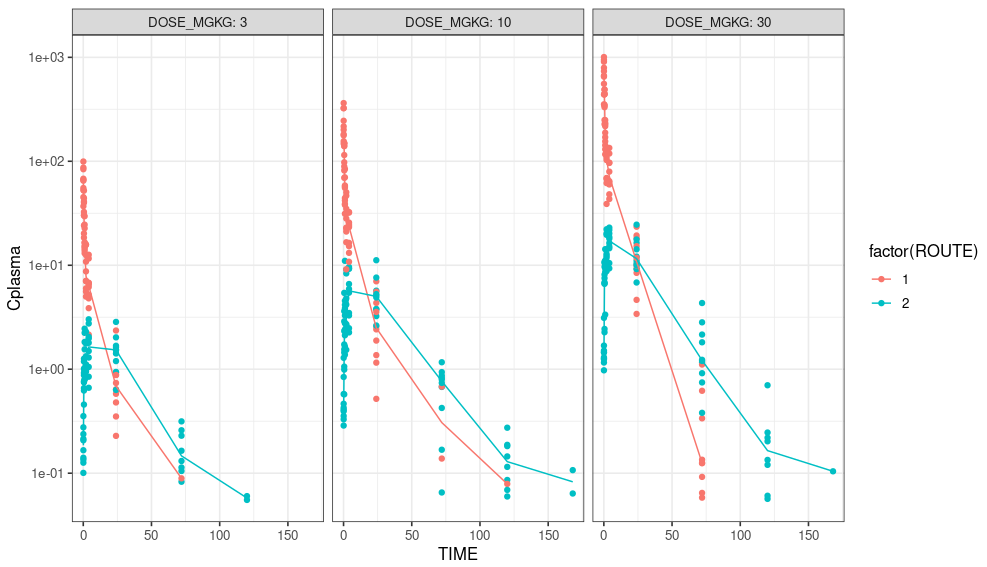 DOSE_MGKG: 3
DOSE_MGKG: 10
DOSE_MGKG: 30
Cplasma
1e+03
1e+02
1e+01
1e+00
1e-01
0 50 100 150
0 50 100 150
0 50 100 150
TIME
factor(ROUTE)
1
2